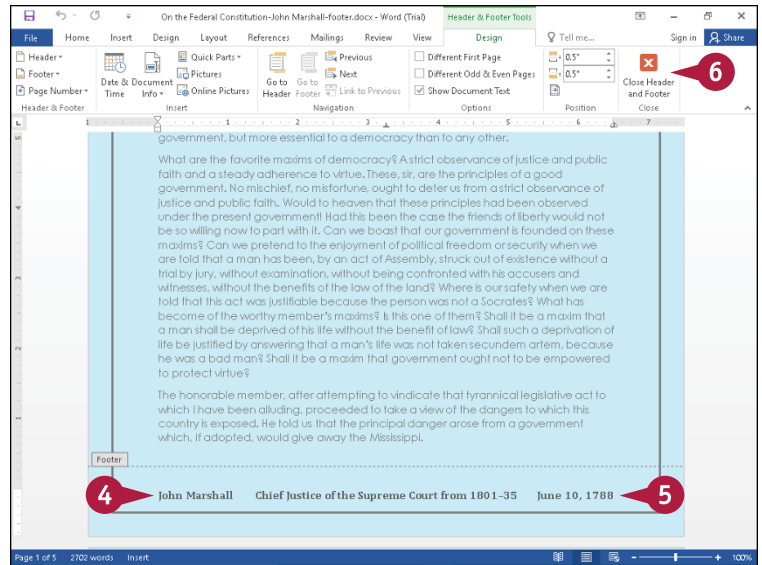 On the Federal Constitution-John Marshall-footer.docx - Word (Trial)
Header & Footer Tools
File Home Insert Design Layout References Mailings Review View Design Tell me... Sign in Share
Header
Footer
Page Number
Header & Footer
Date & Time
Document Info
Quick Parts
Pictures
Online Pictures
Insert
Go to Header
Go to Footer
Previous
Next
Link to Previous
Navigation
Different First Page
Different Odd & Even Pages
Show Document Text
Options
0.5"
0.5"
Position
Close Header and Footer
Close
6
1 1 2 3 4 5 6 7
government, but more essential to a democracy than to any other.
What are the favorite maxims of democracy? A strict observance of justice and public
faith and a steady adherence to virtue. These, sir, are the principles of a good
government. No mischief, no misfortune, ought to deter us from a strict observance of
justice and public faith. Would to heaven that these principles had been observed
under the present government! Had this been the case the friends of liberty would not
be so willing now to part with it. Can we boast that our government is founded on these
maxims? Can we pretend to the enjoyment of political freedom or security when we
are told that a man has been, by an act of Assembly, struck out of existence without a
trial by jury, without examination, without being confronted with his accusers and
witnesses, without the benefits of the law of the land? Where is our safety when we are
told that this act was justifiable because the person was not a Socrates? What has
become of the worthy member's maxims? Is this one of them? Shall it be a maxim that
a man shall be deprived of his life without the benefit of law? Shall such a deprivation of
life be justified by answering that a man's life was not taken secundem artem, because
he was a bad man? Shall it be a maxim that government ought not to be empowered
to protect virtue?
The honorable member, after attempting to vindicate that tyrannical legislative act to
which I have been alluding, proceeded to take a view of the dangers to which this
country is exposed. He told us that the principal danger arose from a government
which, if adopted, would give away the Mississippi.
Footer
4 John Marshall Chief Justice of the Supreme Court from 1801–35 June 10, 1788 5
Page 1 of 5 2702 words Insert 100%